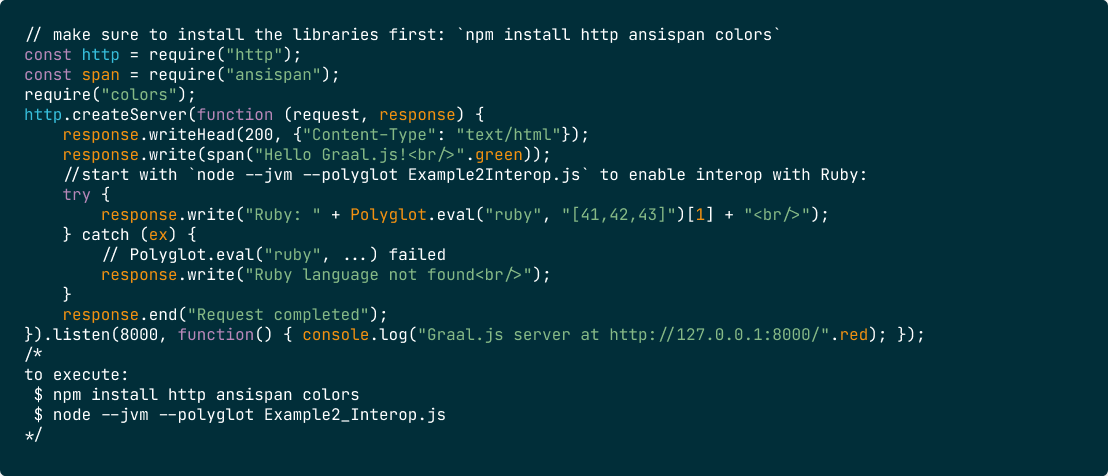 // make sure to install the libraries first: `npm install http ansispan colors`
const http = require("http");
const span = require("ansispan");
require("colors");
http.createServer(function (request, response) {
    response.writeHead(200, {"Content-Type": "text/html"});
    response.write(span("Hello Graal.js!<br/>".green));
    //start with `node --jvm --polyglot Example2Interop.js` to enable interop with Ruby:
    try {
        response.write("Ruby: " + Polyglot.eval("ruby", "[41,42,43]")[1] + "<br/>");
    } catch (ex) {
        // Polyglot.eval("ruby", ...) failed
        response.write("Ruby language not found<br/>");
    }
    response.end("Request completed");
}).listen(8000, function() { console.log("Graal.js server at http://127.0.0.1:8000/".red); });
/*
to execute:
 $ npm install http ansispan colors
 $ node --jvm --polyglot Example2_Interop.js
*/